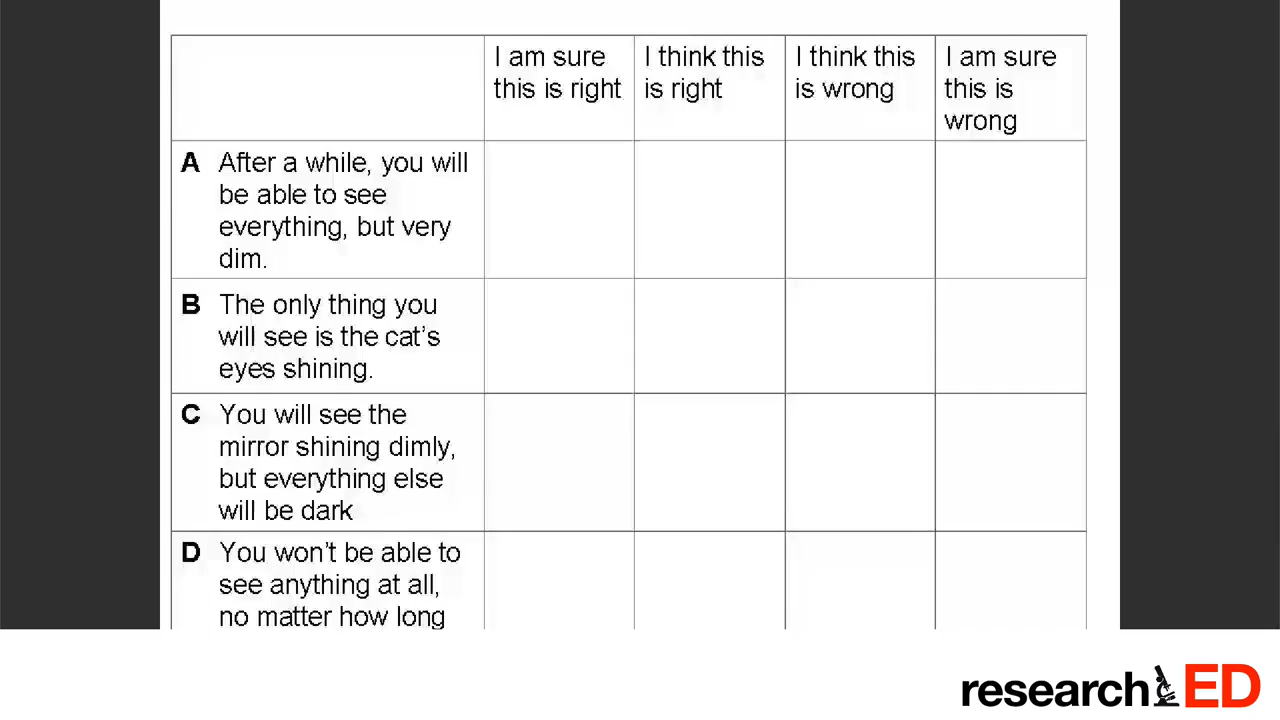 I am sure
this is right
I think this
is right
I think this
is wrong
I am sure
this is
wrong
A After a while, you will
be able to see
everything, but very
dim.
B The only thing you
will see is the cat’s
eyes shining.
C You will see the
mirror shining dimly,
but everything else
will be dark
D You won’t be able to
see anything at all,
no matter how long
researchED